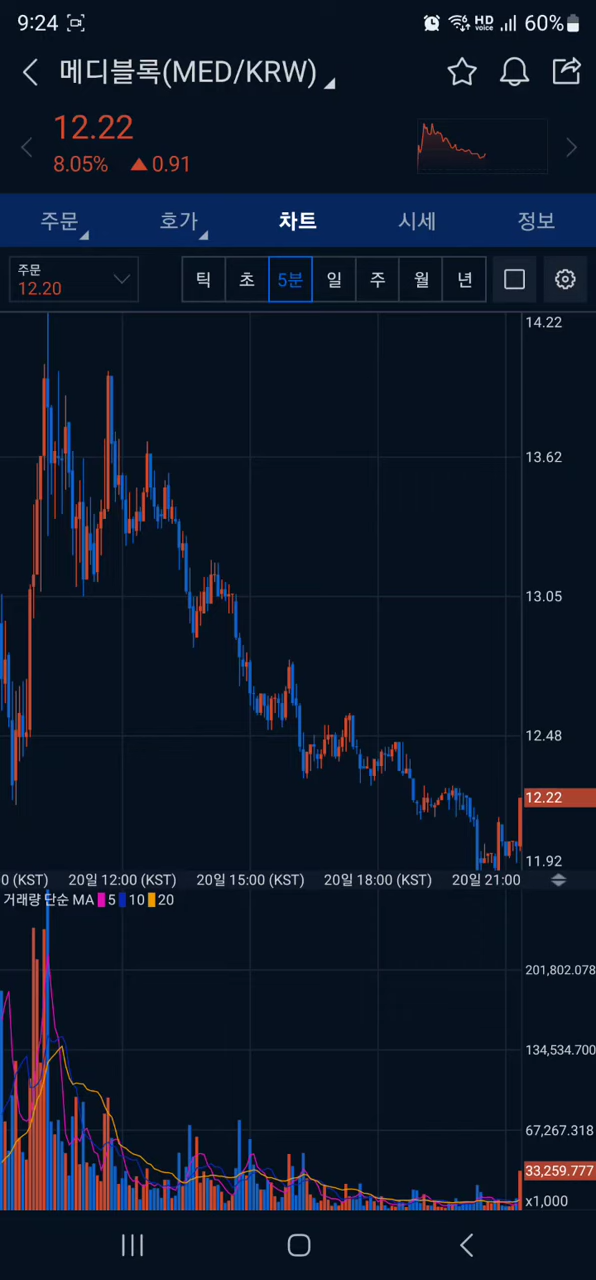 9:24 HD voice 60%
메디블록(MED/KRW)
12.22
8.05% ▲0.91
주문 호가 차트 시세 정보
주문
12.20
틱 초 5분 일 주 월 년
14.22
13.62
13.05
12.48
12.22
11.92
0 (KST) 20일 12:00 (KST) 20일 15:00 (KST) 20일 18:00 (KST) 20일 21:00
거래량 단순 MA 5 10 20
201,802.078
134,534.700
67,267.318
33,259.777
x1,000